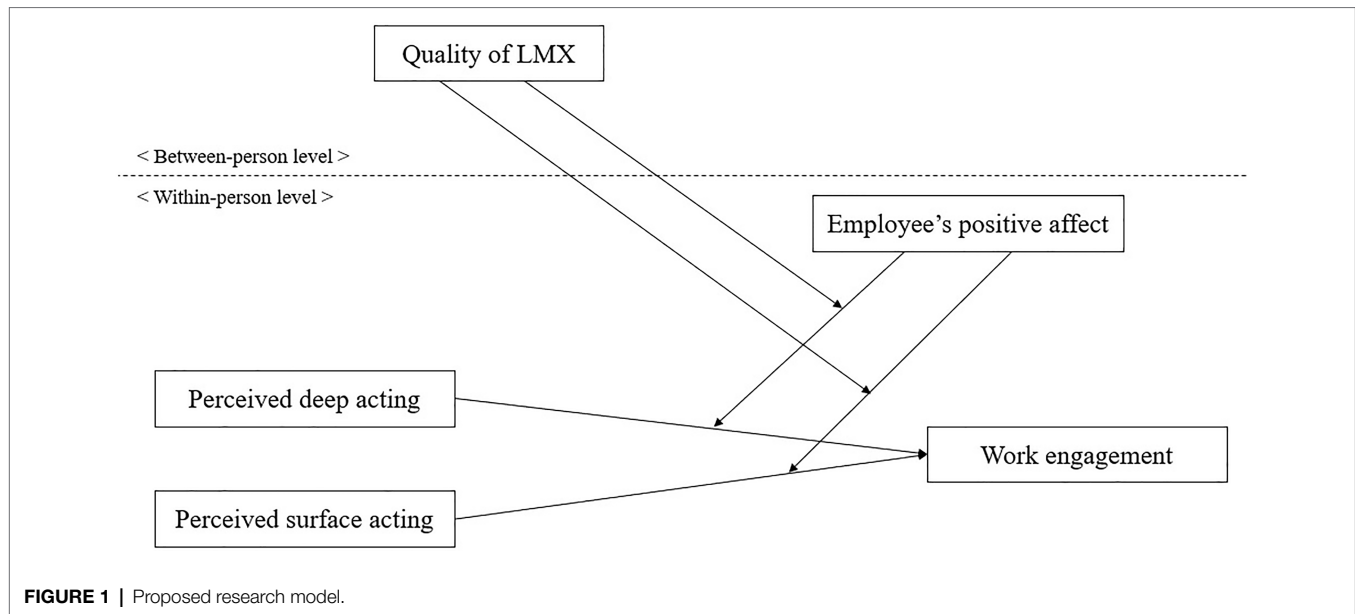 Quality of LMX
< Between-person level >
< Within-person level >
Employee’s positive affect
Perceived deep acting
Work engagement
Perceived surface acting
FIGURE 1 | Proposed research model.